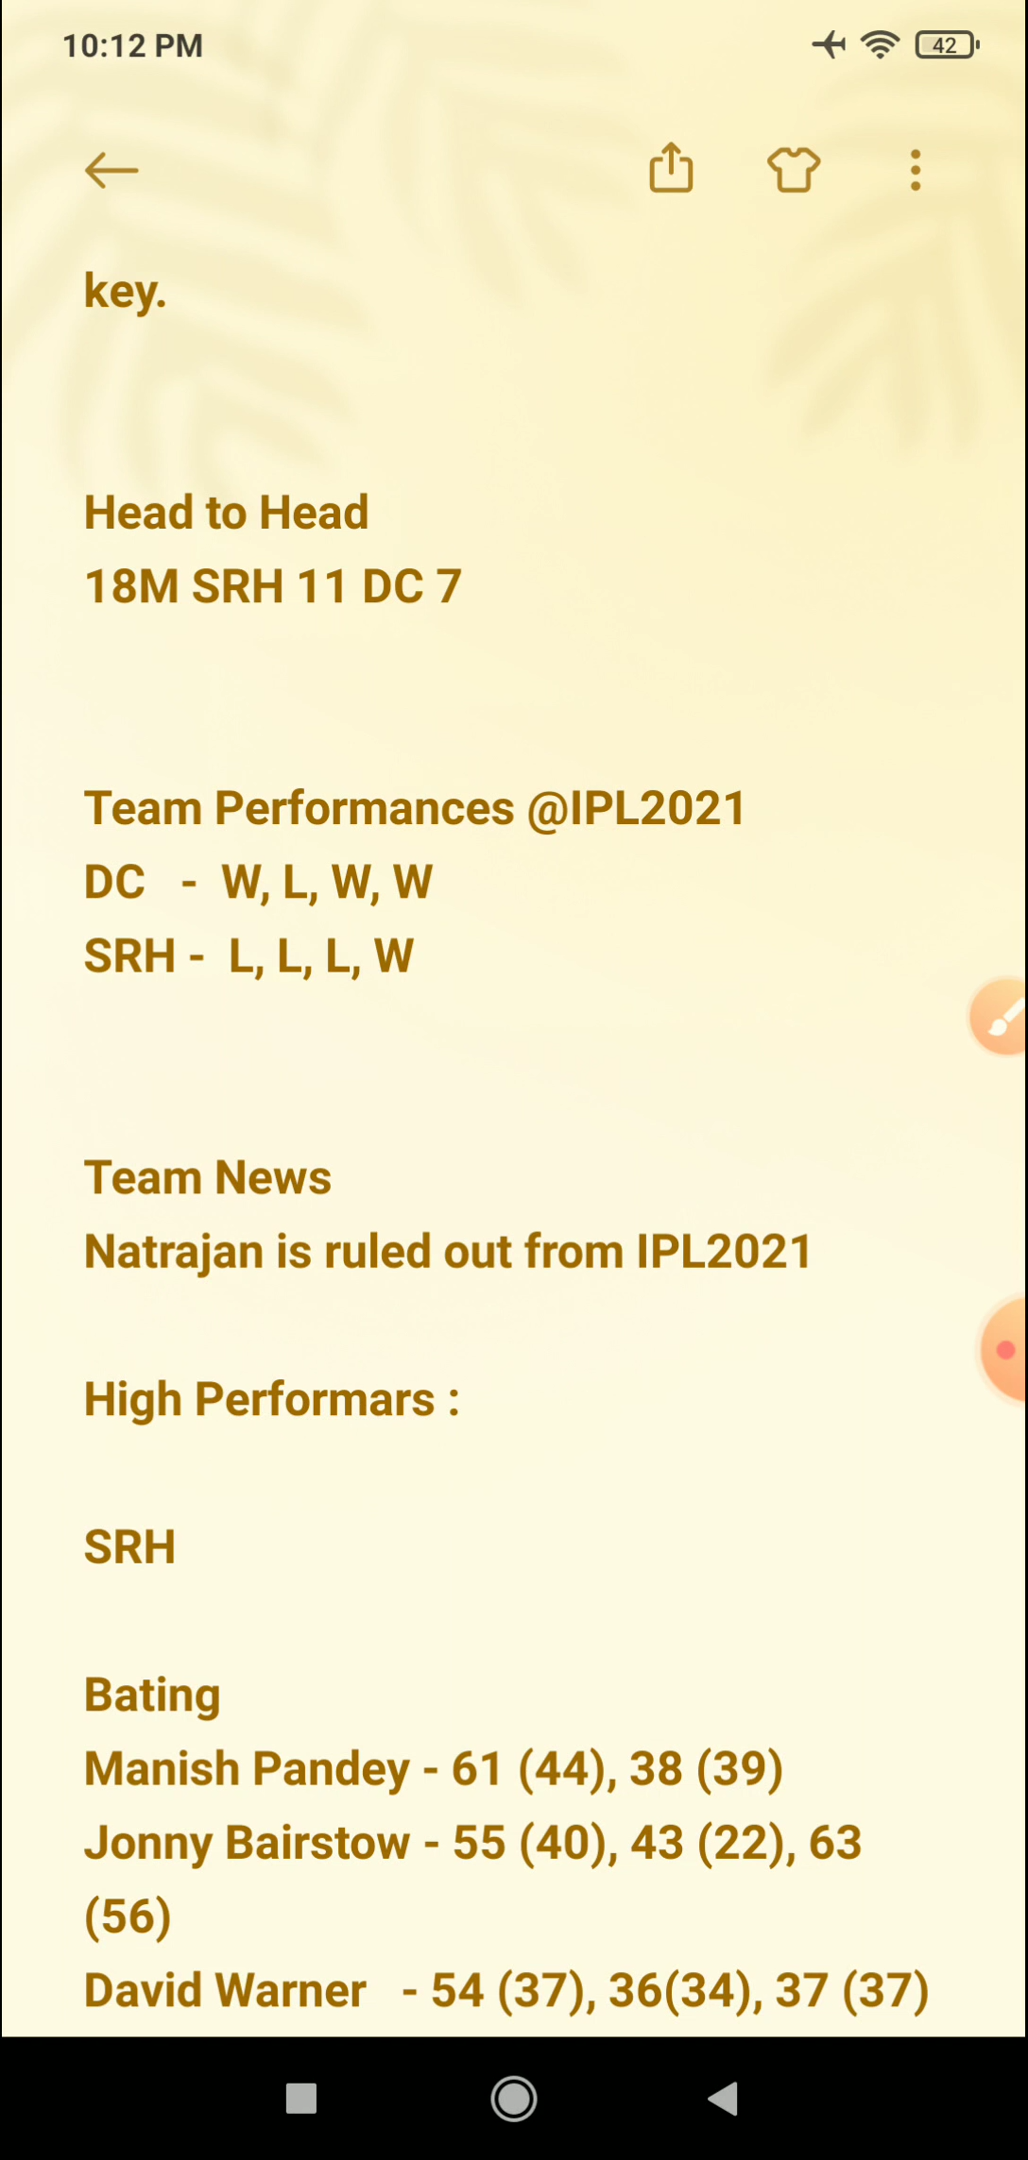 10:12 PM
42
key.
Head to Head
18M SRH 11 DC 7
Team Performances @IPL2021
DC - W, L, W, W
SRH - L, L, L, W
Team News
Natrajan is ruled out from IPL2021
High Performars :
SRH
Bating
Manish Pandey - 61 (44), 38 (39)
Jonny Bairstow - 55 (40), 43 (22), 63
(56)
David Warner - 54 (37), 36(34), 37 (37)